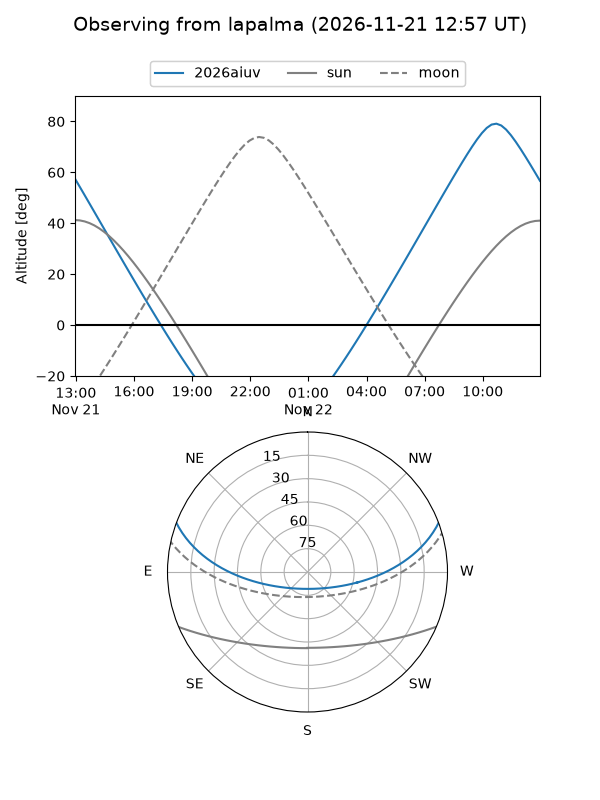 Observing from lapalma (2026-11-21 12:57 UT)
2026aiuv sun moon
Altitude [deg]
80
60
40
20
0
−20
13:00 16:00 19:00 22:00 01:00 04:00 07:00 10:00
Nov 21 Nov 22
N
NE NW
15
30
45
60
75
E W
SE SW
S